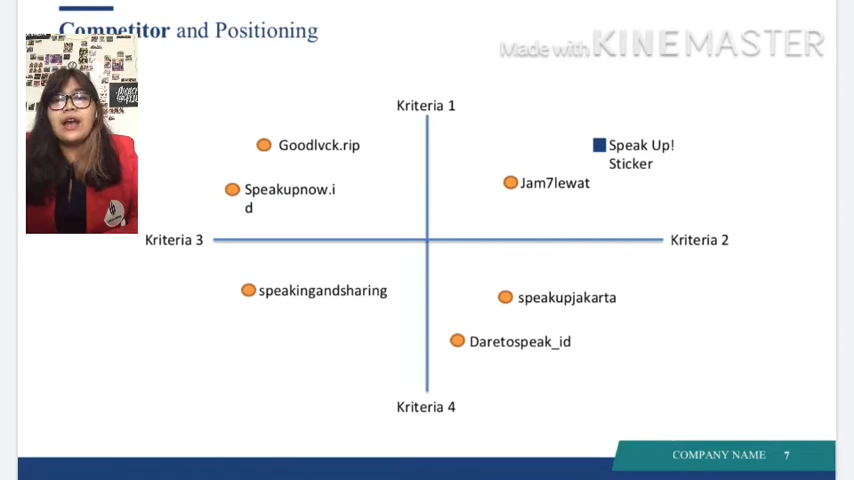 Competitor and Positioning
Made with KINEMASTER
Kriteria 1
Goodlvck.rip
Speak Up!
Sticker
Speakupnow.i
d
Jam7lewat
Kriteria 3
Kriteria 2
speakingandsharing
speakupjakarta
Daretospeak_id
Kriteria 4
COMPANY NAME 7